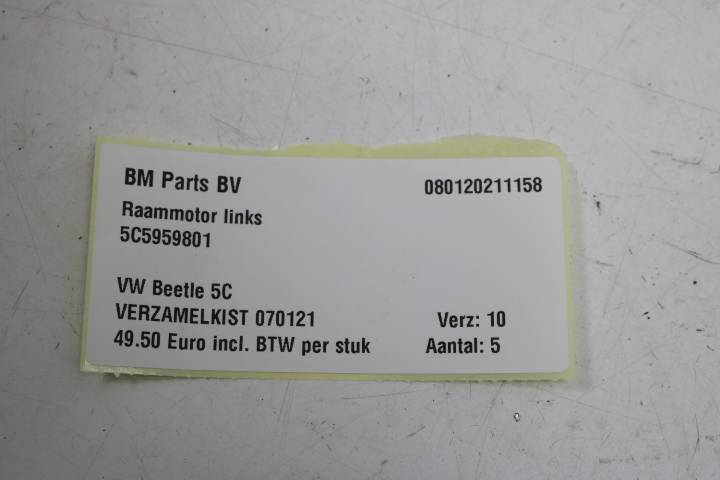 BM Parts BV 080120211158
Raammotor links
5C5959801
VW Beetle 5C
VERZAMELKIST 070121 Verz: 10
49.50 Euro incl. BTW per stuk Aantal: 5